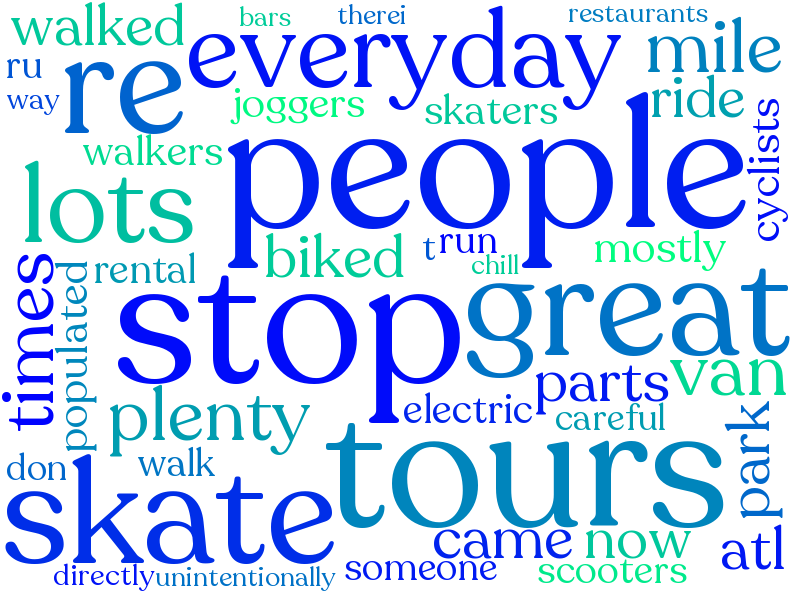 walked
bars
therei
restaurants
everyday
mile
ru
re
way
joggers
skaters
ride
cyclists
walkers
people
lots
biked
t
run
mostly
chill
rental
populated
times
stop
great
van
parts
plenty
electric
careful
park
don
walk
tours
skate
came
now
atl
directly
unintentionally
someone
scooters